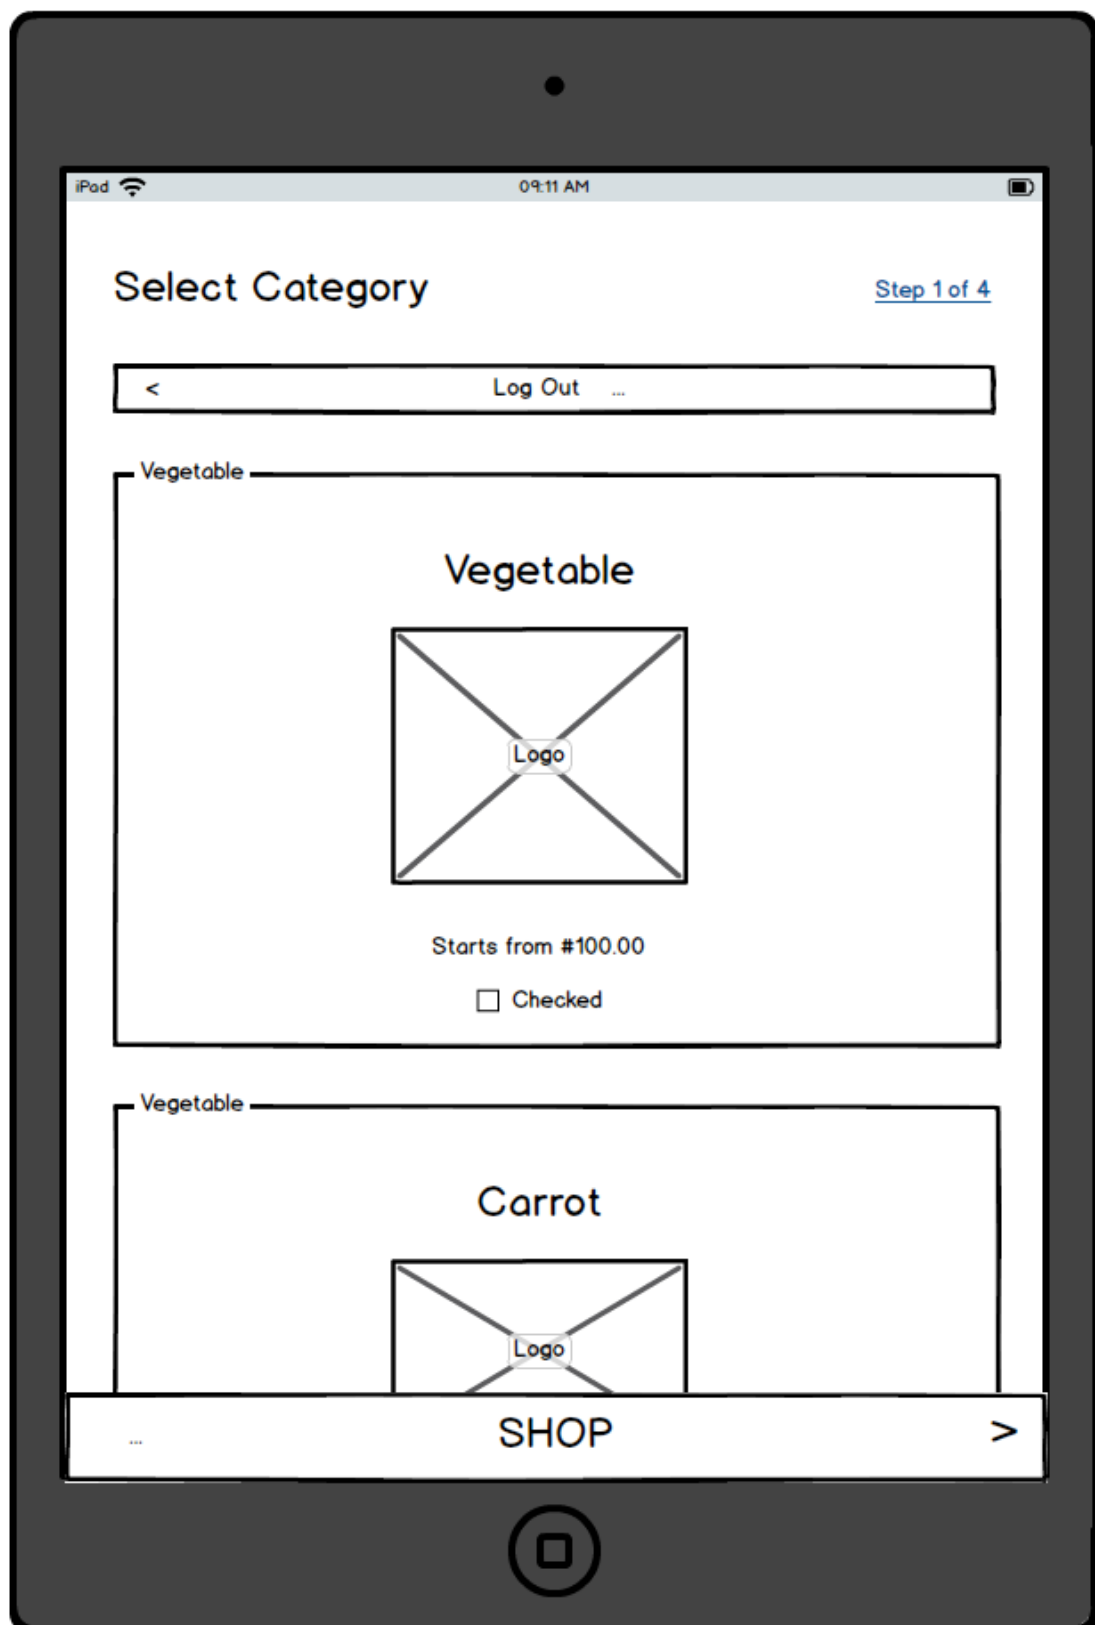 iPad 09:11 AM
Select Category Step 1 of 4
< Log Out ...
Vegetable
Vegetable
Logo
Starts from #100.00
Checked
Vegetable
Carrot
Logo
... SHOP >